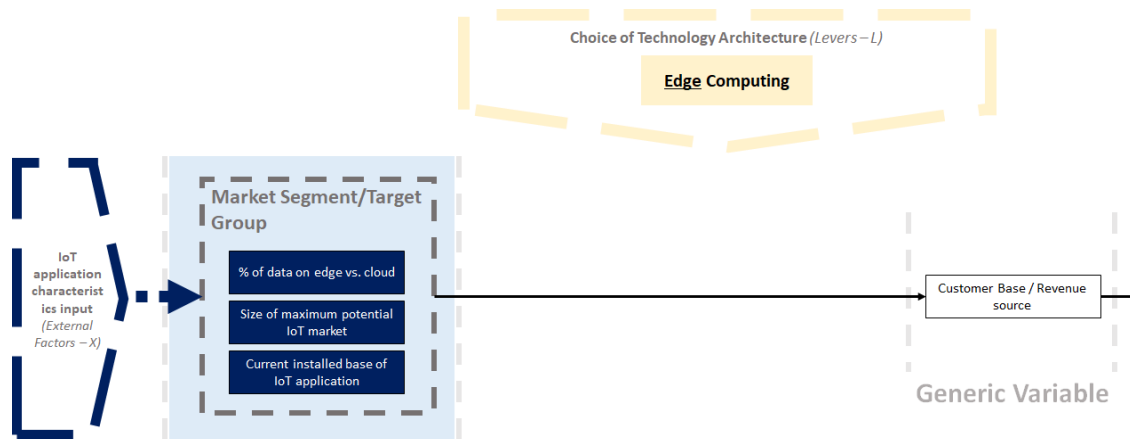 Choice of Technology Architecture (Levers – L)
Edge Computing
Market Segment/Target
Group
IoT
application
characterist
ics input
(External
Factors – X)
% of data on edge vs. cloud
Size of maximum potential
IoT market
Current installed base of
IoT application
Customer Base / Revenue
source
Generic Variable